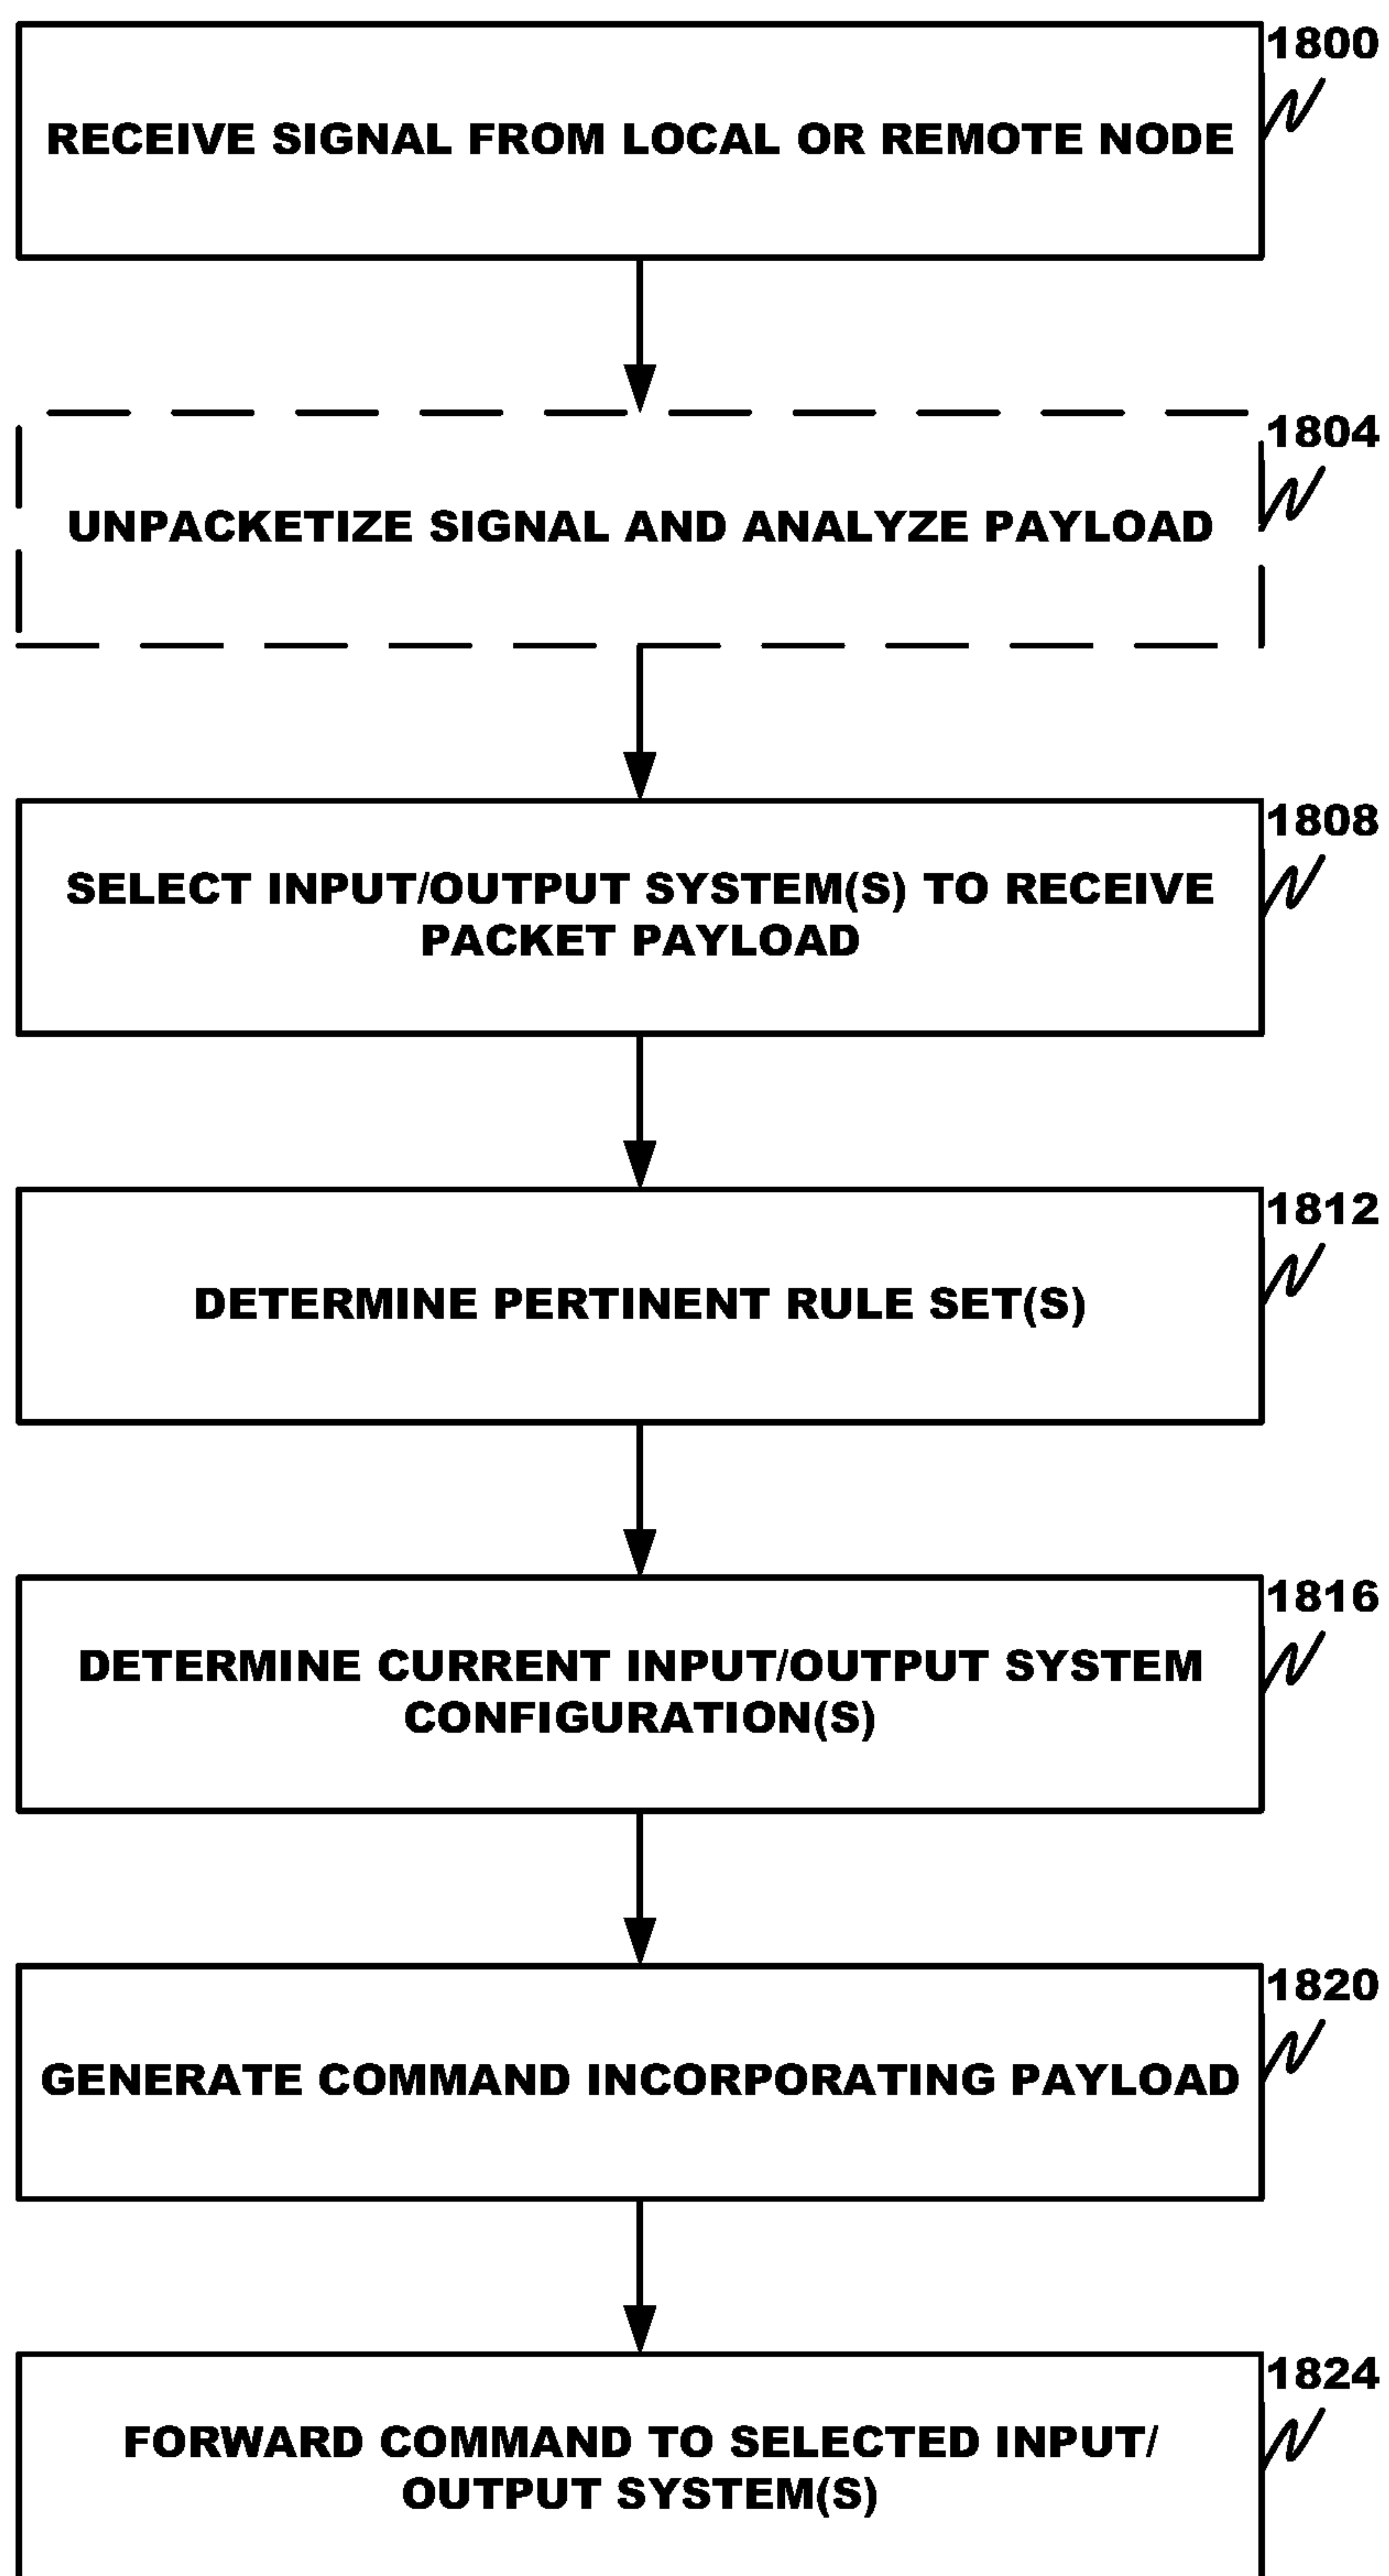 1800
RECEIVE SIGNAL FROM LOCAL OR REMOTE NODE
1804
UNPACKETIZE SIGNAL AND ANALYZE PAYLOAD
1808
SELECT INPUT/OUTPUT SYSTEM(S) TO RECEIVE
PACKET PAYLOAD
1812
DETERMINE PERTINENT RULE SET(S)
1816
DETERMINE CURRENT INPUT/OUTPUT SYSTEM
CONFIGURATION(S)
1820
GENERATE COMMAND INCORPORATING PAYLOAD
1824
FORWARD COMMAND TO SELECTED INPUT/
OUTPUT SYSTEM(S)